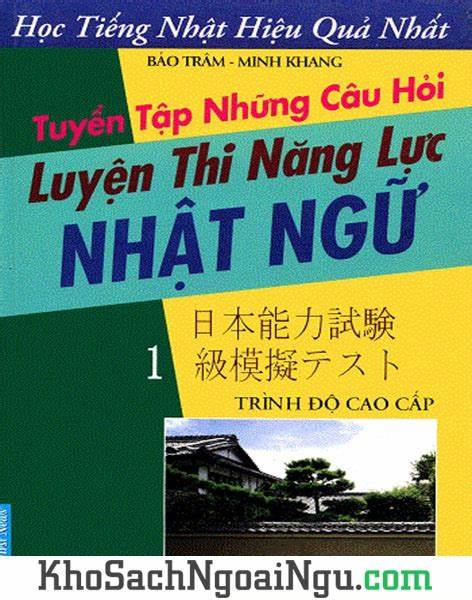 Học Tiếng Nhật Hiệu Quả Nhất
BẢO TRÂM - MINH KHANG
Tuyển Tập Những Câu Hỏi
Luyện Thi Năng Lực
NHẬT NGỮ
日本能力試験
1 級模擬テスト
TRÌNH ĐỘ CAO CẤP
First News
KhoSachNgoaiNgu.com